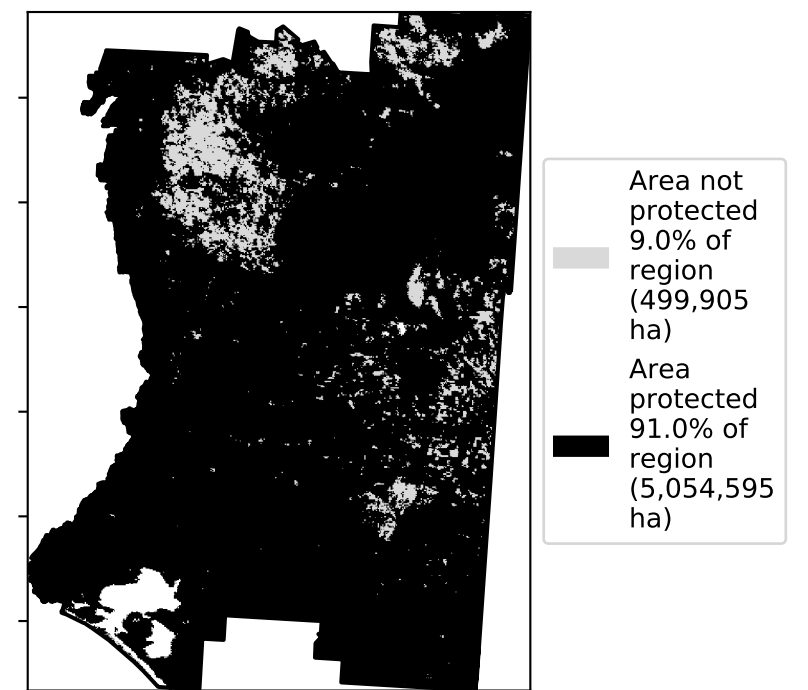 Area not
protected
9.0% of
region
(499,905
ha)
Area
protected
91.0% of
region
(5,054,595
ha)